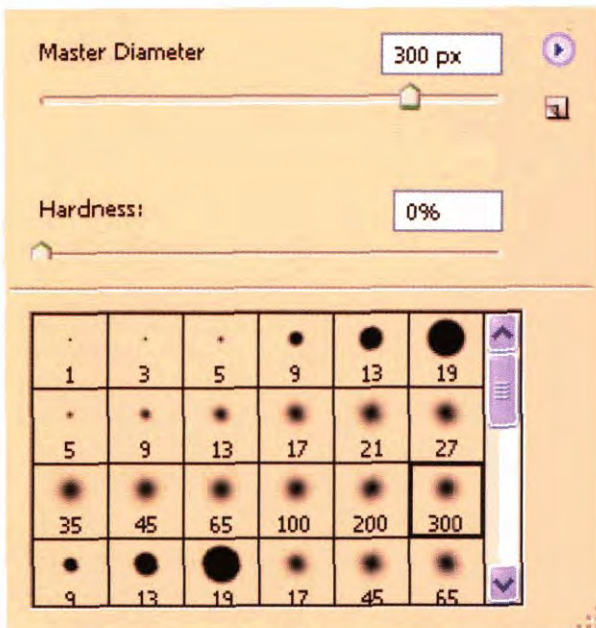 Master Diameter 300 px
Hardness: 0%
1 3 5 9 13 19
5 9 13 17 21 27
35 45 65 100 200 300
9 13 19 17 45 65